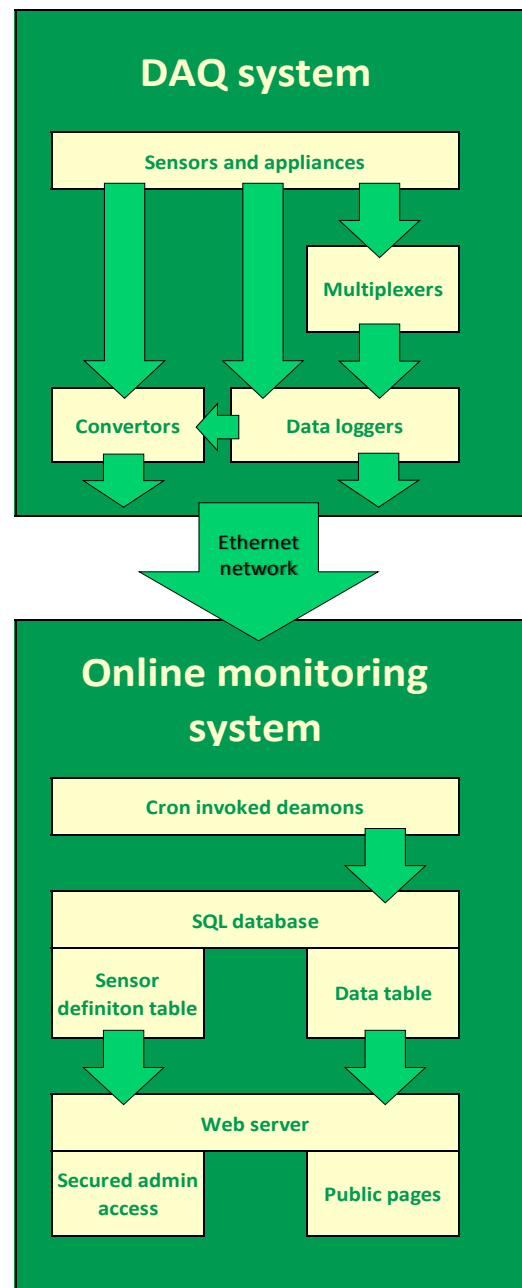 DAQ system
Sensors and appliances
Multiplexers
Convertors
Data loggers
Ethernet
network
Online monitoring
system
Cron invoked deamons
SQL database
Sensor
definiton table
Data table
Web server
Secured admin
access
Public pages